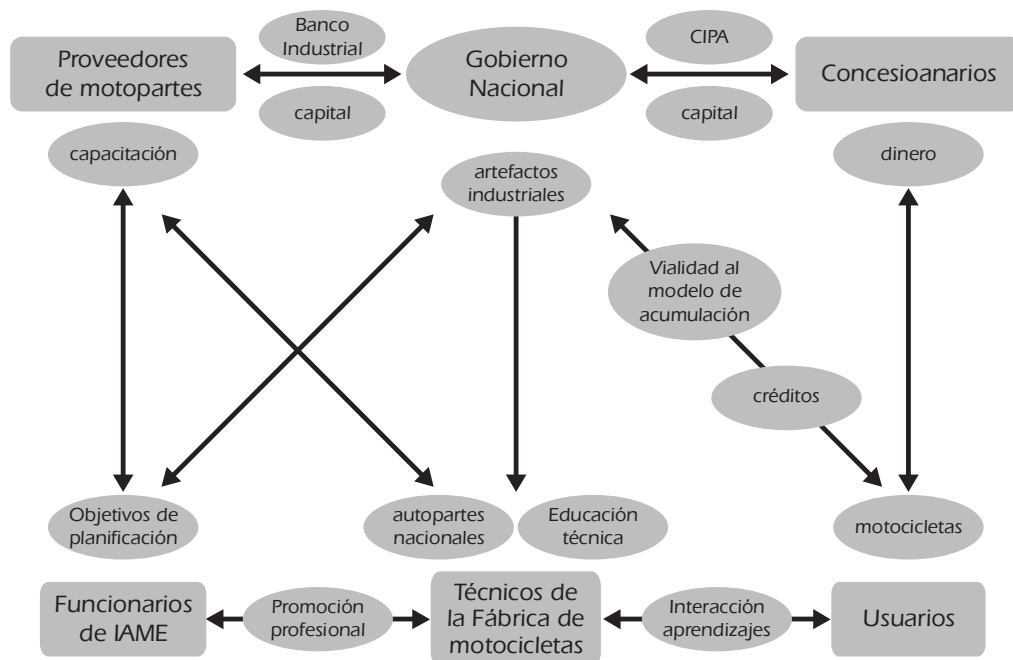 Proveedores
de motopartes
Banco
Industrial
capital
Gobierno
Nacional
CIPA
capital
Concesioanarios
capacitación
artefactos
industriales
dinero
Vialidad al
modelo de
acumulación
créditos
Objetivos de
planificación
autopartes
nacionales
Educación
técnica
motocicletas
Funcionarios
de IAME
Promoción
profesional
Técnicos de
la Fábrica de
motocicletas
Interacción
aprendizajes
Usuarios